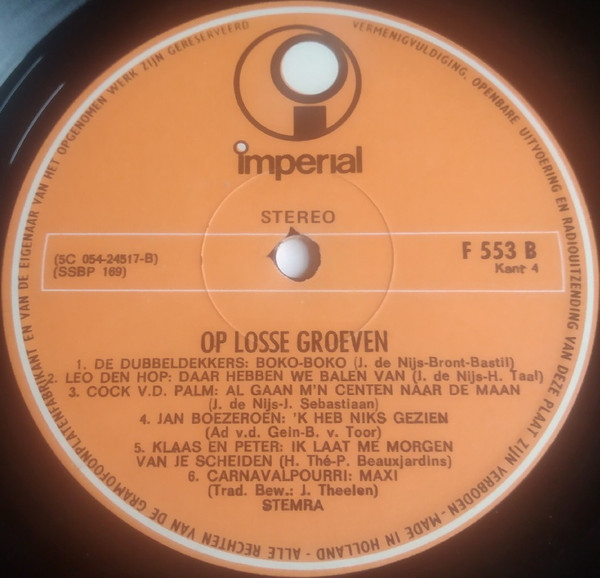 imperial
STEREO
(5C 054-24517-B)
(SSBP 169)
F 553 B
Kant 4
OP LOSSE GROEVEN
1. DE DUBBELDEKKERS: BOKO-BOKO (J. de Nijs-Bront-Bastil)
2. LEO DEN HOP: DAAR HEBBEN WE BALEN VAN (J. de Nijs-H. Taal)
3. COCK V.D. PALM: AL GAAN M'N CENTEN NAAR DE MAAN
(J. de Nijs-J. Sebastiaan)
4. JAN BOEZEROEN: 'K HEB NIKS GEZIEN
(Ad v.d. Gein-B. v. Toor)
5. KLAAS EN PETER: IK LAAT ME MORGEN
VAN JE SCHEIDEN (H. Thé-P. Beauxjardins)
6. CARNAVALPOURRI: MAXI
(Trad. Bew.: J. Theelen)
STEMRA
ALLE RECHTEN VAN DE GRAMOFOONPLATENFABRIKANT EN VAN DE EIGENAAR VAN HET OPGENOMEN WERK ZIJN GERESERVEERD VERMENIGVULDIGING, OPENBARE UITVOERING EN RADIOUITZENDING VAN DEZE PLAAT ZIJN VERBODEN - MADE IN HOLLAND -